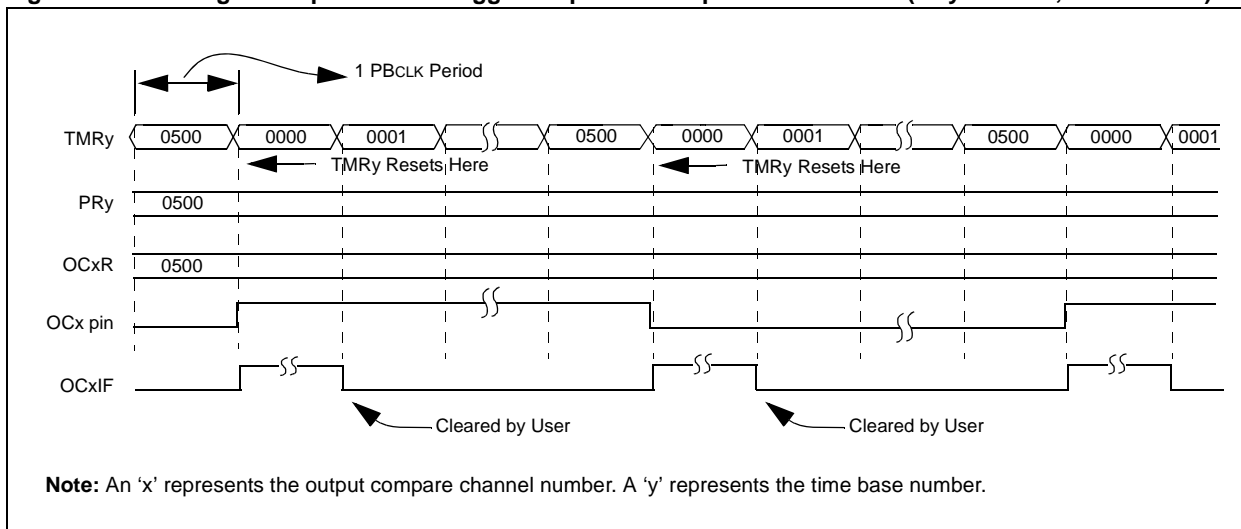 1 PBCLK Period
TMRy 0500 0000 0001 0500 0000 0001 0500 0000 0001
TMRy Resets Here TMRy Resets Here
PRy 0500
OCxR 0500
OCx pin
OCxIF
Cleared by User Cleared by User
Note: An ‘x’ represents the output compare channel number. A ‘y’ represents the time base number.